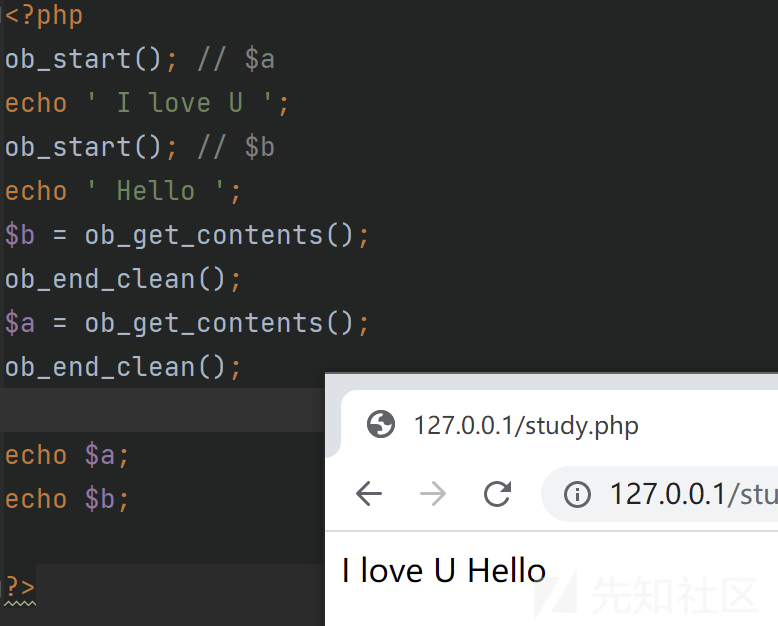 <?php
ob_start(); // $a
echo ' I love U ';
ob_start(); // $b
echo ' Hello ';
$b = ob_get_contents();
ob_end_clean();
$a = ob_get_contents();
ob_end_clean();
echo $a;
echo $b;
?>
127.0.0.1/study.php
127.0.0.1/stu
I love U Hello
先知社区